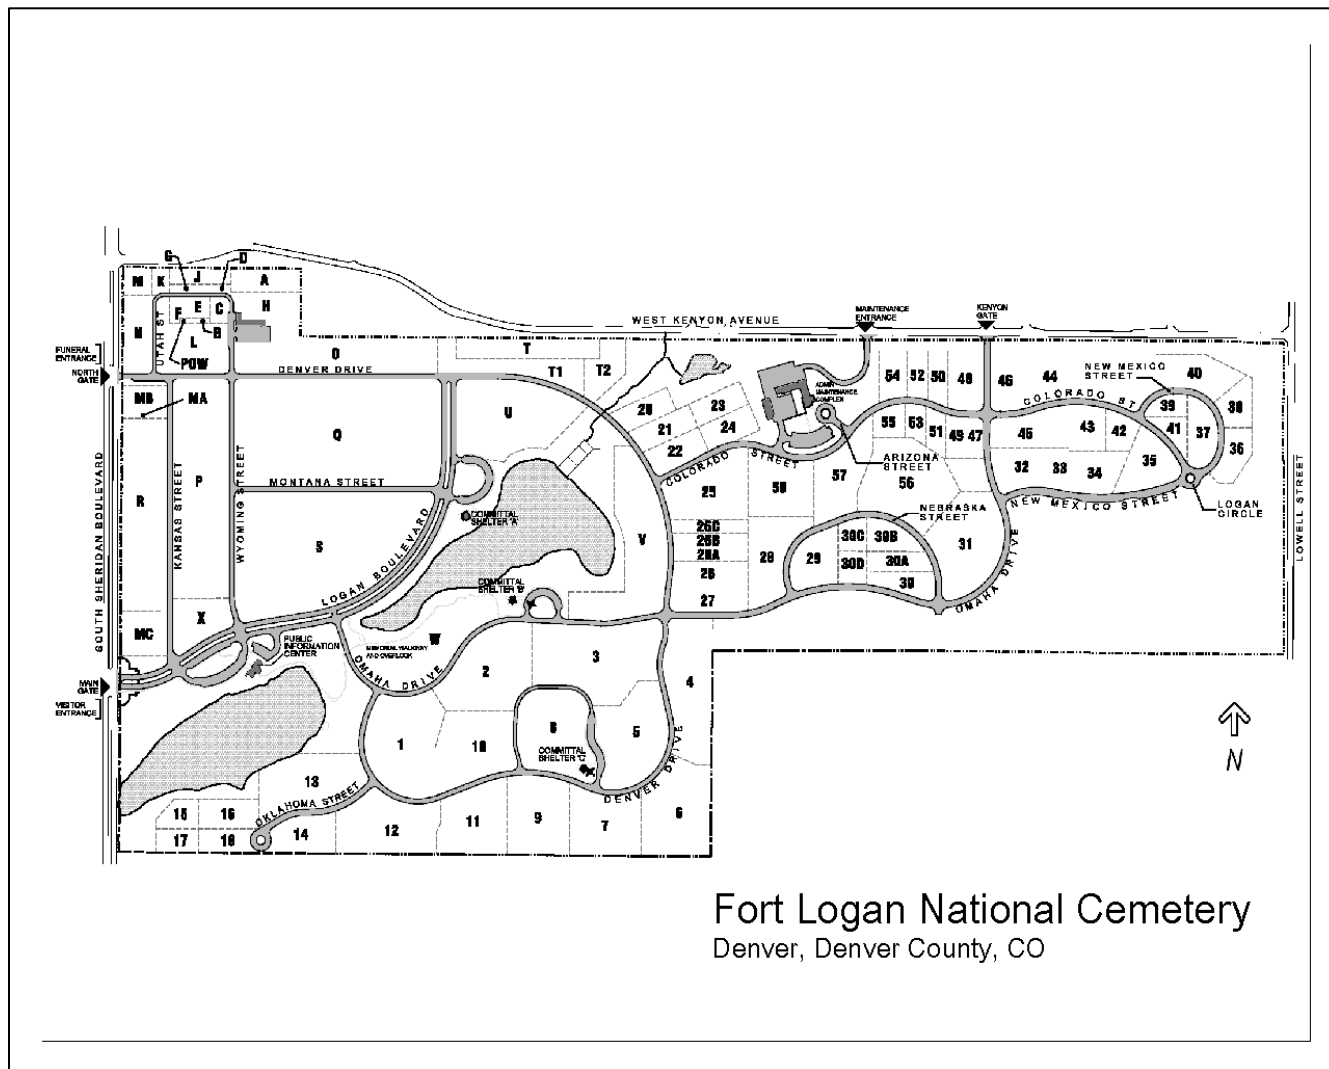 G
D
M
K
J
A
F
E
C
H
N
UTAH ST
B
L
POW
WEST KENYON AVENUE
MAINTENANCE
ENTRANCE
KENYON
GATE
FUNERAL
ENTRANCE
NORTH
GATE
O
DENVER DRIVE
T
T1
T2
MB
MA
U
Q
20
23
21
24
22
ADMIN
MAINTENANCE
COMPLEX
54
52
50
48
46
44
NEW MEXICO
STREET
40
COLORADO ST
39
38
55
53
51
49
47
45
43
42
41
37
36
35
32
33
34
COLORADO STREET
ARIZONA
STREET
NEW MEXICO STREET
LOGAN
CIRCLE
LOWELL STREET
SOUTH SHERIDAN BOULEVARD
R
KANSAS STREET
P
WYOMING STREET
MONTANA STREET
S
LOGAN BOULEVARD
COMMITTAL
SHELTER 'A'
V
25
58
57
56
NEBRASKA
STREET
26C
26B
26A
26
27
28
29
30C
30B
30D
30A
30
31
OMAHA DRIVE
COMMITTAL
SHELTER 'B'
X
MC
PUBLIC
INFORMATION
CENTER
W
MEMORIAL WALKWAY
AND OVERLOOK
OMAHA DRIVE
MAIN
GATE
VISITOR
ENTRANCE
2
3
4
1
10
8
5
COMMITTAL
SHELTER 'C'
DENVER DRIVE
13
OKLAHOMA STREET
15
16
17
18
14
12
11
9
7
6
N
Fort Logan National Cemetery
Denver, Denver County, CO